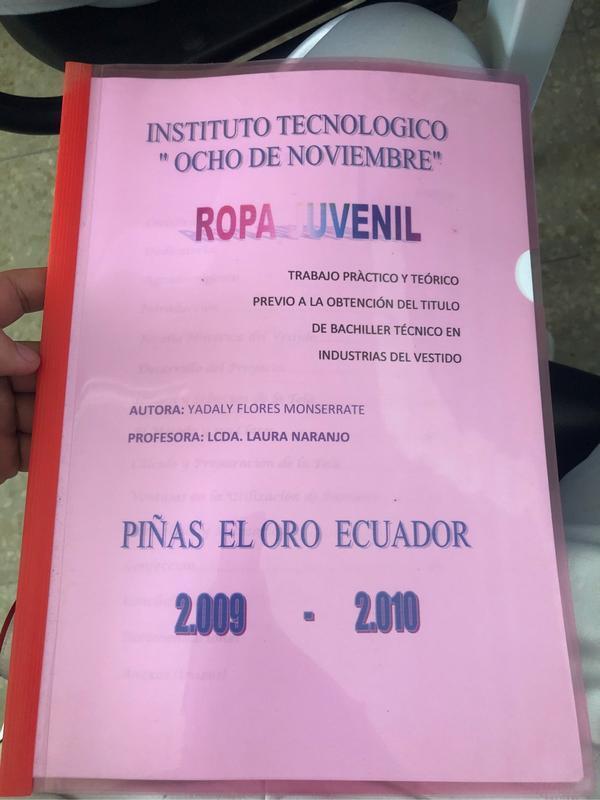 INSTITUTO TECNOLOGICO
" OCHO DE NOVIEMBRE"
ROPA JUVENIL
TRABAJO PRÀCTICO Y TEÓRICO
PREVIO A LA OBTENCIÓN DEL TITULO
DE BACHILLER TÉCNICO EN
INDUSTRIAS DEL VESTIDO
AUTORA: YADALY FLORES MONSERRATE
PROFESORA: LCDA. LAURA NARANJO
PIÑAS EL ORO ECUADOR
2.009 - 2.010